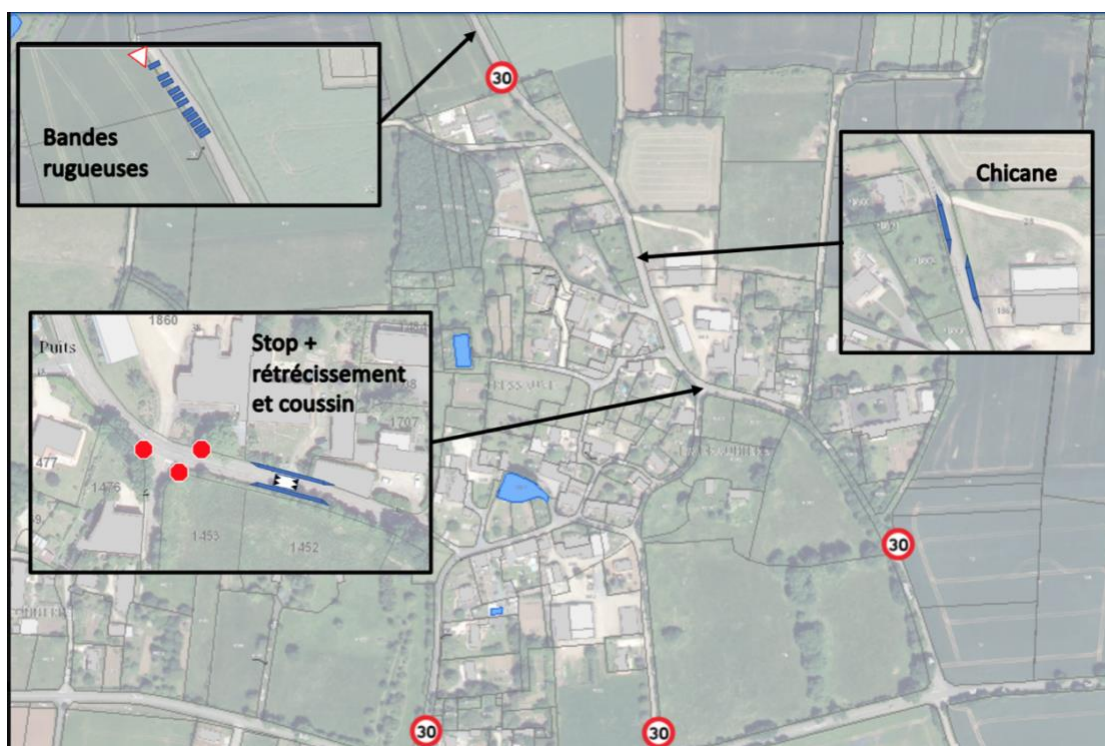 30
Bandes
rugueuses
Chicane
1860
Puits
Stop +
rétrécissement
et coussin
1707
477
1476
1453
1452
30
30
30